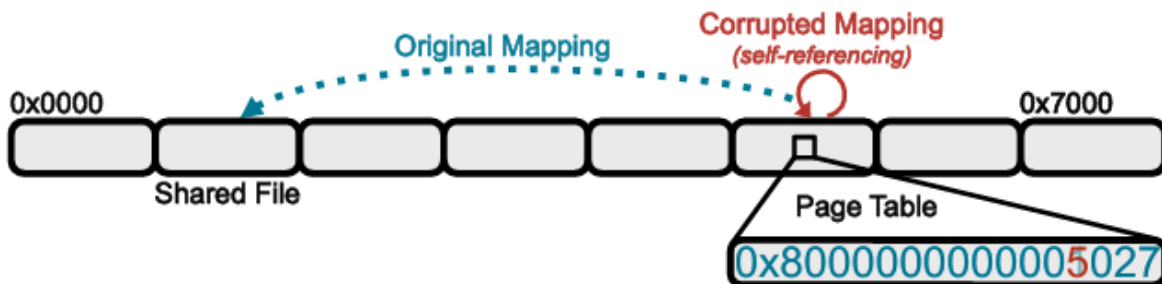 Corrupted Mapping
Original Mapping
(self-referencing)
0x0000
0x7000
Shared File
Page Table
0x8000000000005027